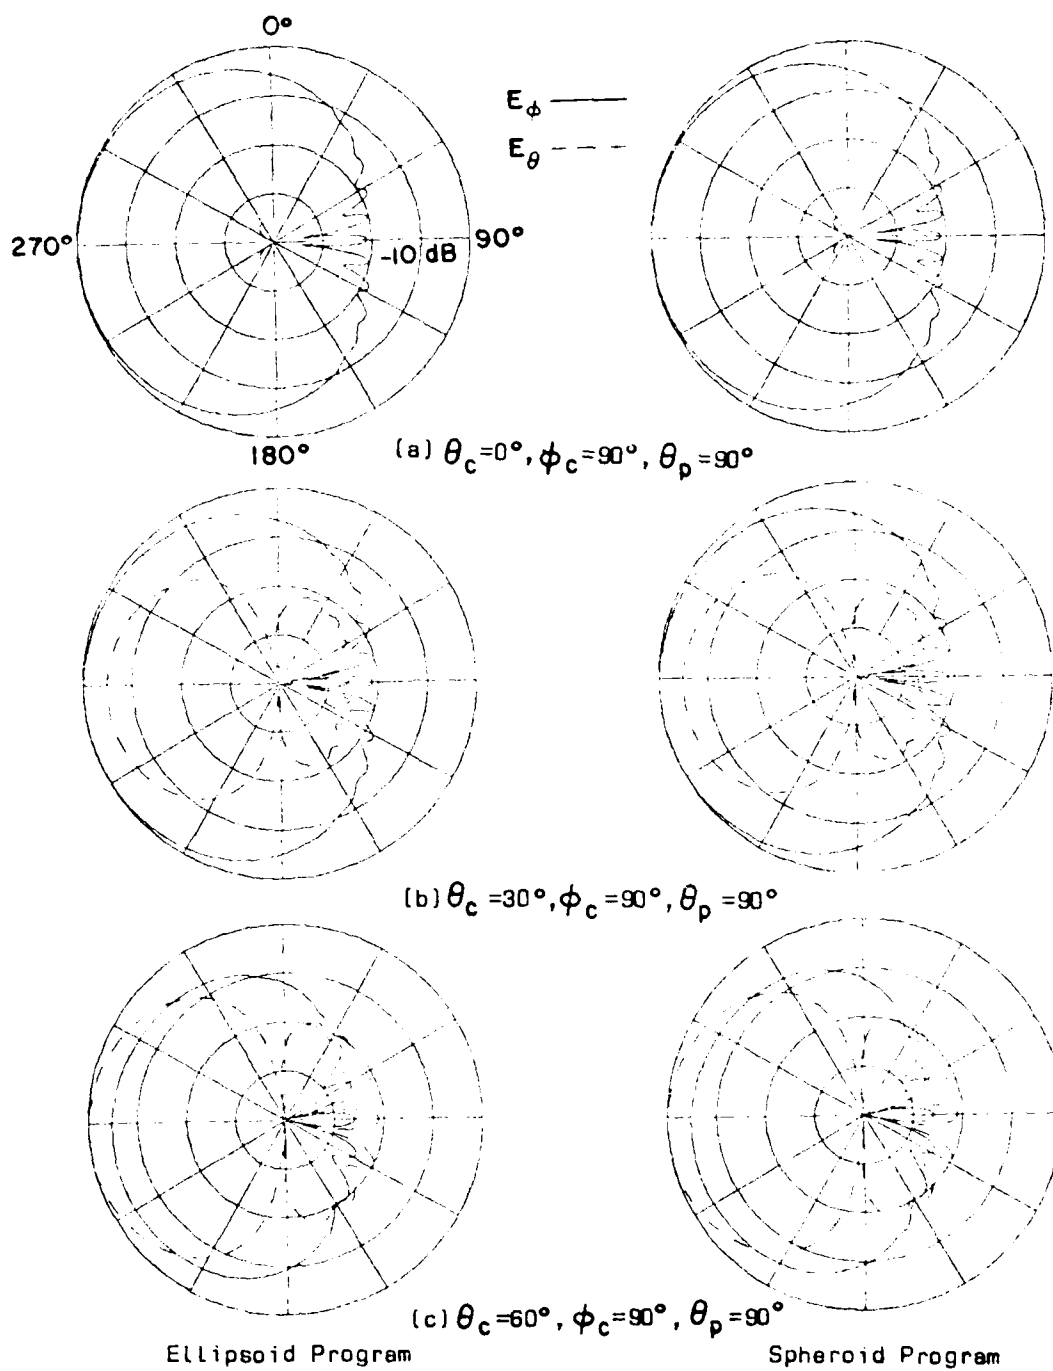 0°
E_ϕ
E_θ
270°
90°
-10 dB
180°
(a) θ_c=0°, ϕ_c=90°, θ_p=90°
(b) θ_c=30°, ϕ_c=90°, θ_p=90°
(c) θ_c=60°, ϕ_c=90°, θ_p=90°
Ellipsoid Program
Spheroid Program